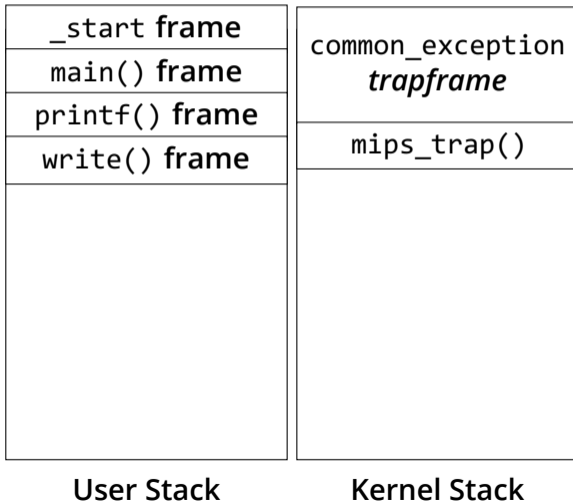 _start frame
main() frame
printf() frame
write() frame
common_exception
trapframe
mips_trap()
User Stack
Kernel Stack